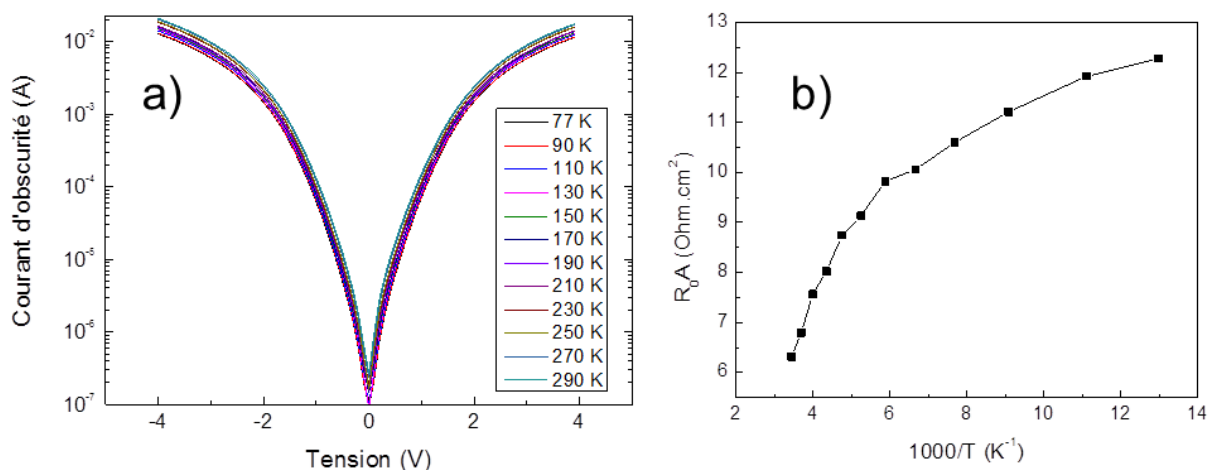 a)
Courant d'obscurité (A)
10⁻²
10⁻³
10⁻⁴
10⁻⁵
10⁻⁶
10⁻⁷
-4 -2 0 2 4
Tension (V)
77 K
90 K
110 K
130 K
150 K
170 K
190 K
210 K
230 K
250 K
270 K
290 K
b)
R₀A (Ohm.cm²)
13
12
11
10
9
8
7
6
2 4 6 8 10 12 14
1000/T (K⁻¹)